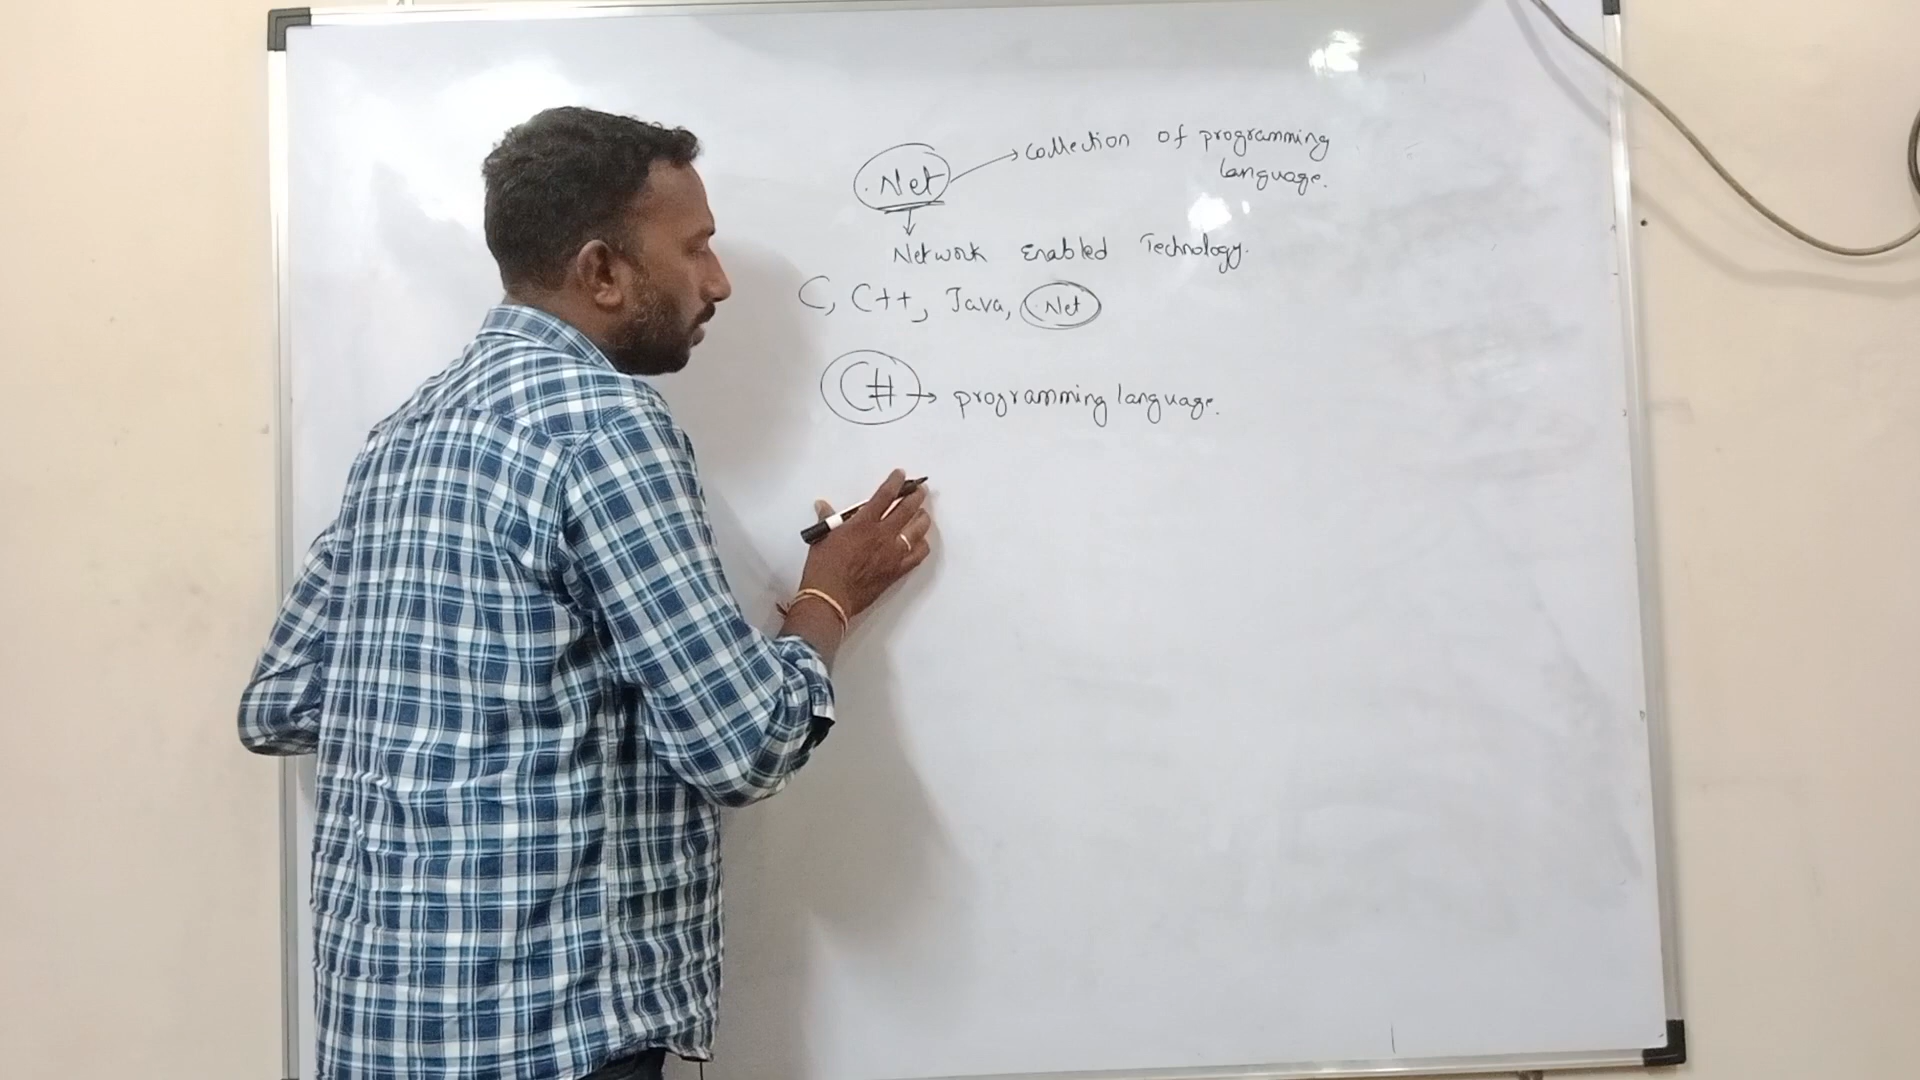 .Net → collection of programming
language.
Network Enabled Technology.
C, C++, Java, .Net
C# → programming language.